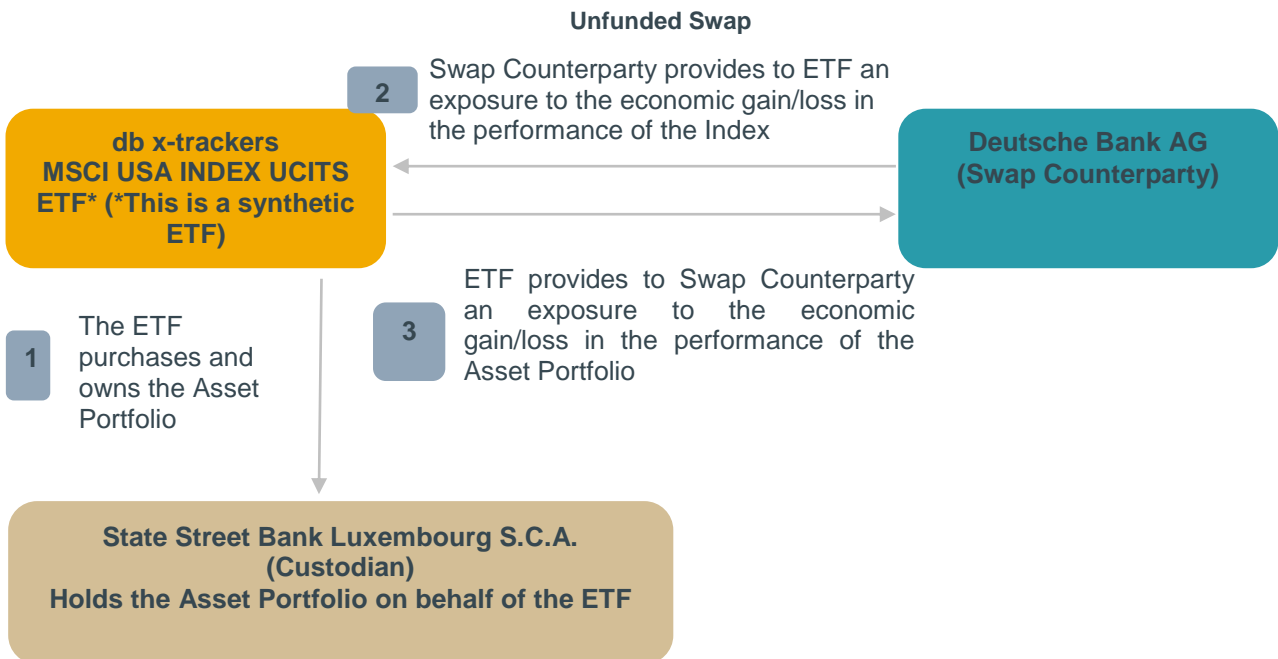 Unfunded Swap
2
Swap Counterparty provides to ETF an
exposure to the economic gain/loss in
the performance of the Index
db x-trackers
MSCI USA INDEX UCITS
ETF* (*This is a synthetic
ETF)
Deutsche Bank AG
(Swap Counterparty)
1
The ETF
purchases and
owns the Asset
Portfolio
3
ETF provides to Swap Counterparty
an exposure to the economic
gain/loss in the performance of the
Asset Portfolio
State Street Bank Luxembourg S.C.A.
(Custodian)
Holds the Asset Portfolio on behalf of the ETF